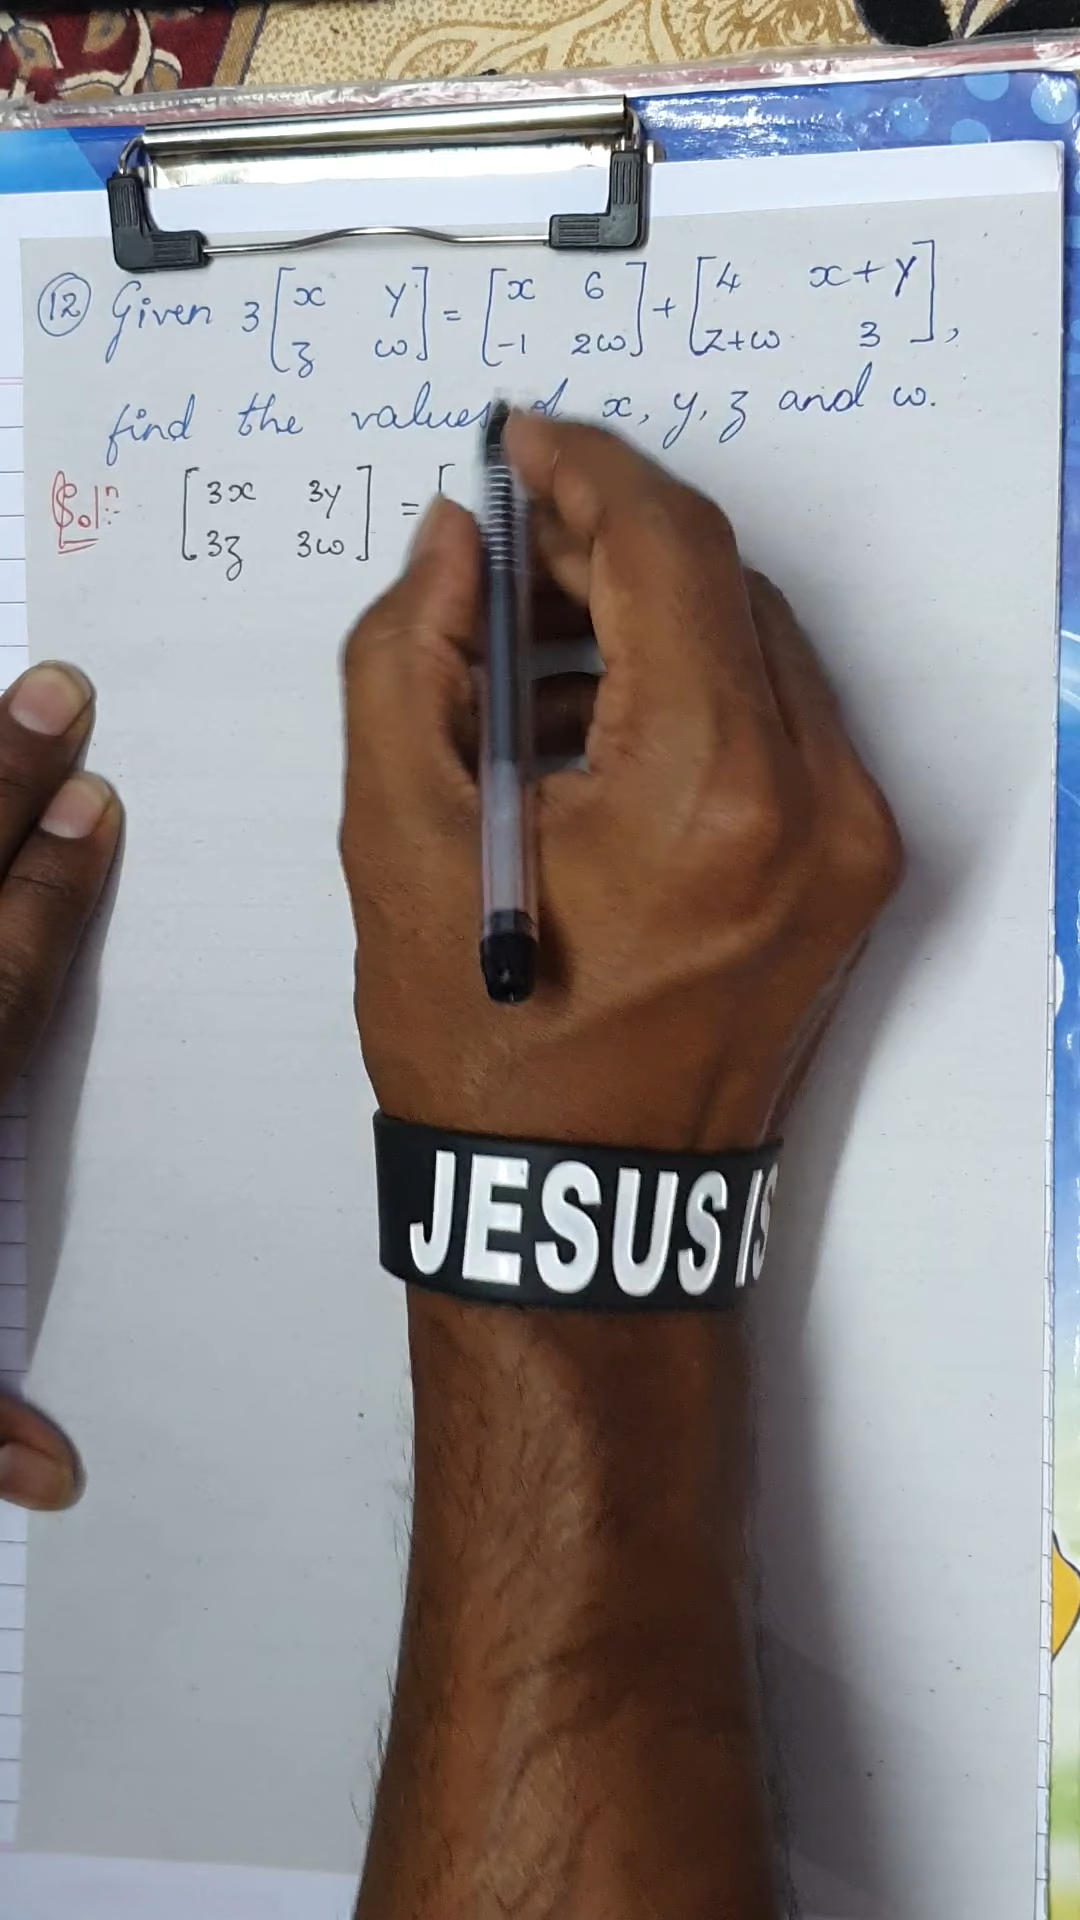 12 Given 3 [x y z ω] = [x 6 -1 2ω] + [4 x+y z+ω 3],
find the values of x, y, z and ω.
Sol:n [3x 3y 3z 3ω] = [
JESUS IS